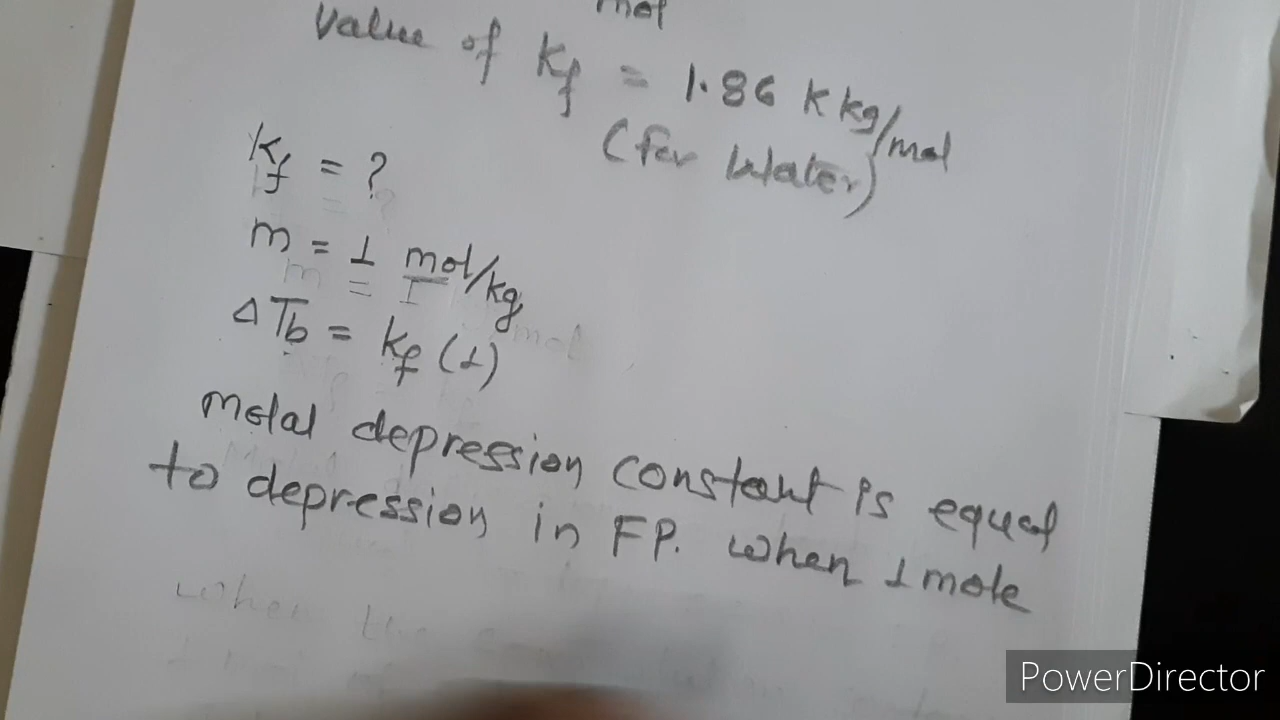 mol
Value of Kf = 1.86 K kg/mol
(for Water)
Kf = ?
m = 1 mol/kg
ΔTb = Kf (1)
molal depression constant is equal
to depression in FP. when 1 mole
PowerDirector